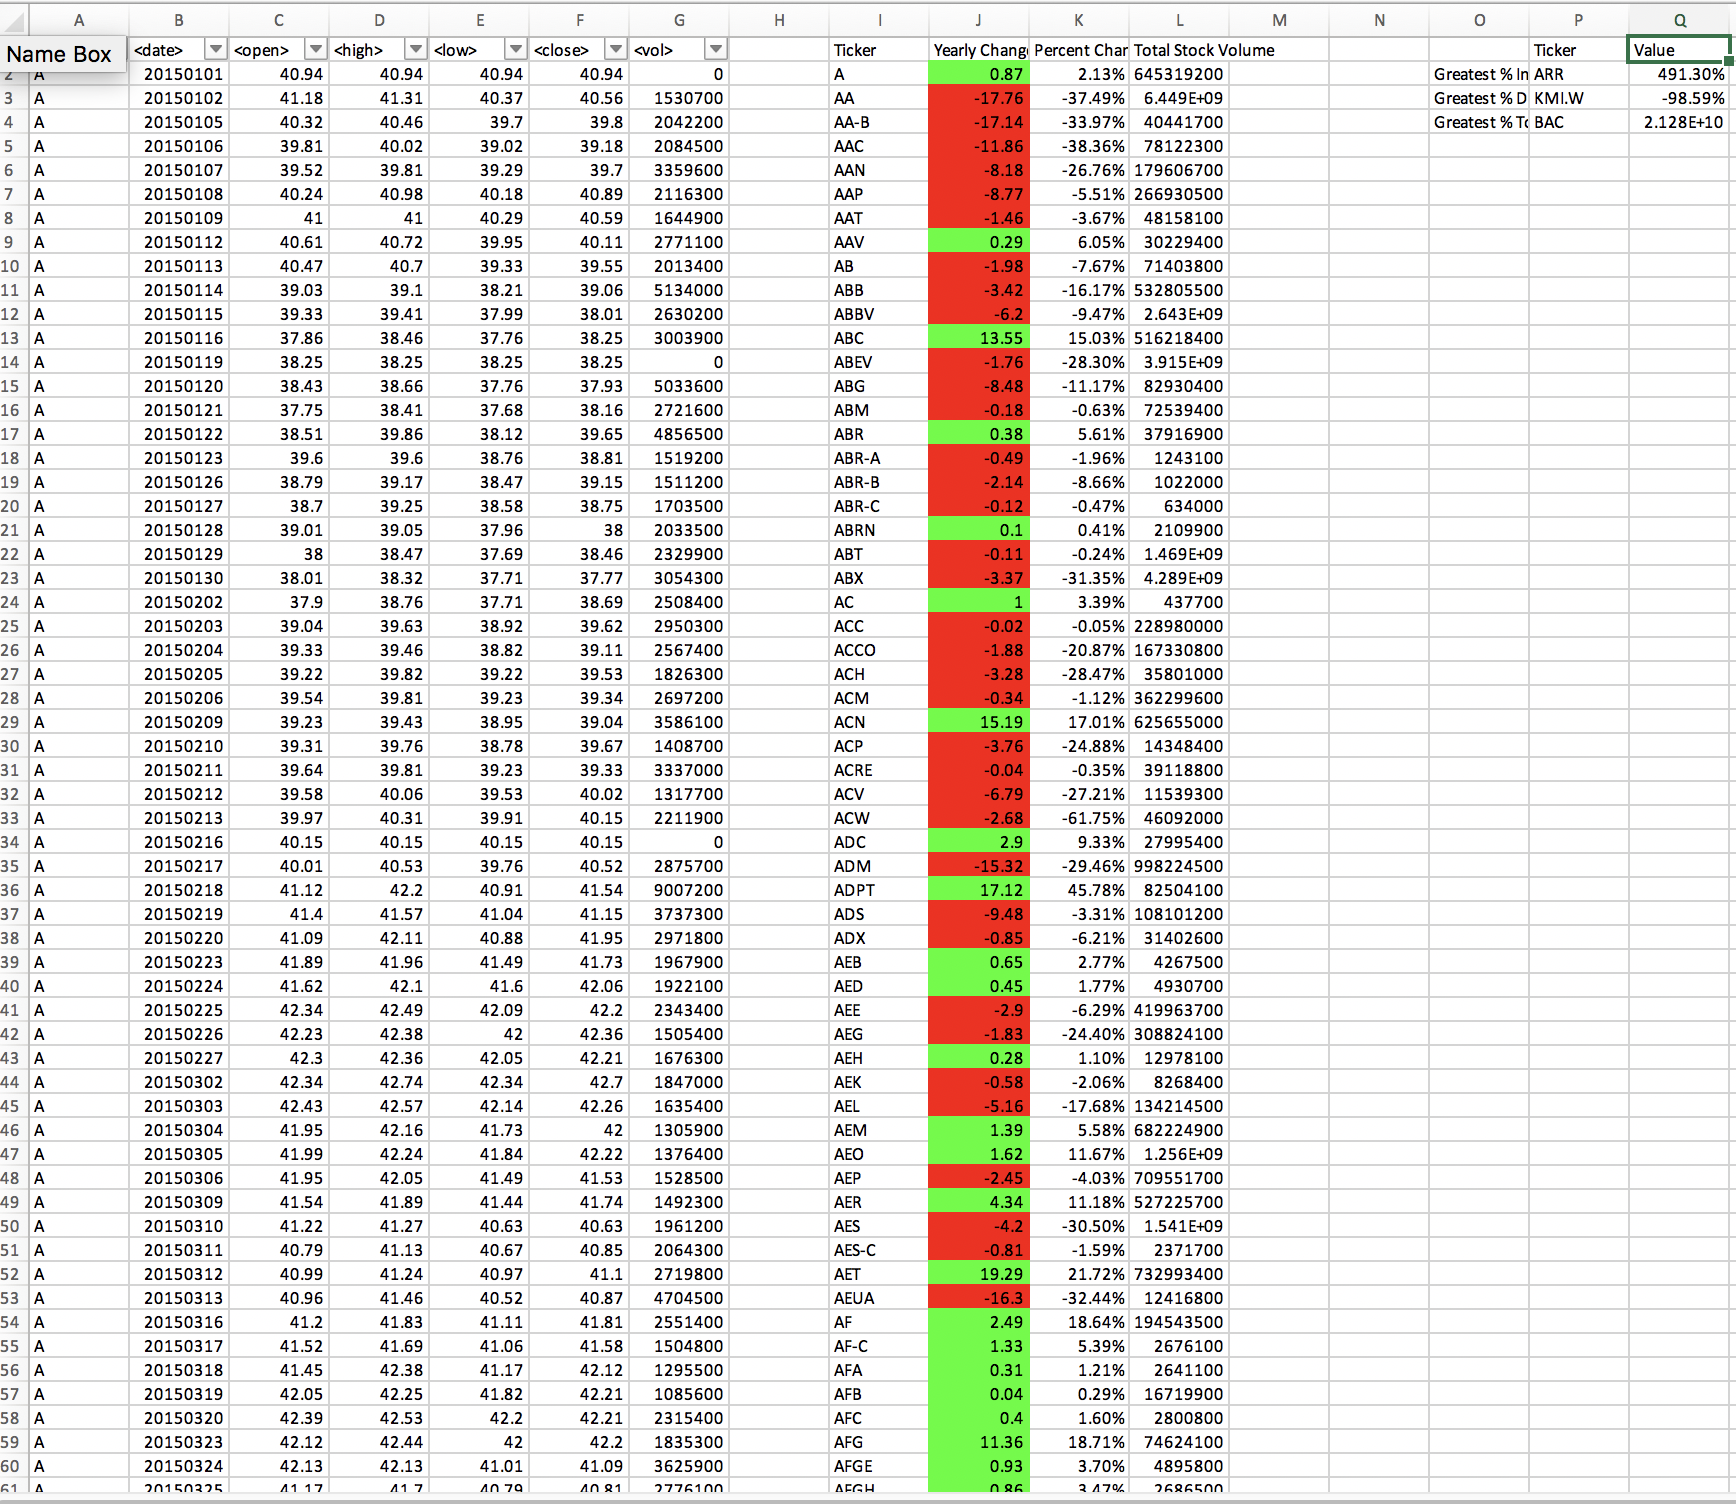 A B C D E F G H I J K L M N O P Q
Name Box <date> <open> <high> <low> <close> <vol> Ticker Yearly Chang Percent Char Total Stock Volume Ticker Value
2 A 20150101 40.94 40.94 40.94 40.94 0 A 0.87 2.13% 645319200 Greatest % In ARR 491.30%
3 A 20150102 41.18 41.31 40.37 40.56 1530700 AA -17.76 -37.49% 6.449E+09 Greatest % D KMI.W -98.59%
4 A 20150105 40.32 40.46 39.7 39.8 2042200 AA-B -17.14 -33.97% 40441700 Greatest % To BAC 2.128E+10
5 A 20150106 39.81 40.02 39.02 39.18 2084500 AAC -11.86 -38.36% 78122300
6 A 20150107 39.52 39.81 39.29 39.7 3359600 AAN -8.18 -26.76% 179606700
7 A 20150108 40.24 40.98 40.18 40.89 2116300 AAP -8.77 -5.51% 266930500
8 A 20150109 41 41 40.29 40.59 1644900 AAT -1.46 -3.67% 48158100
9 A 20150112 40.61 40.72 39.95 40.11 2771100 AAV 0.29 6.05% 30229400
10 A 20150113 40.47 40.7 39.33 39.55 2013400 AB -1.98 -7.67% 71403800
11 A 20150114 39.03 39.1 38.21 39.06 5134000 ABB -3.42 -16.17% 532805500
12 A 20150115 39.33 39.41 37.99 38.01 2630200 ABBV -6.2 -9.47% 2.643E+09
13 A 20150116 37.86 38.46 37.76 38.25 3003900 ABC 13.55 15.03% 516218400
14 A 20150119 38.25 38.25 38.25 38.25 0 ABEV -1.76 -28.30% 3.915E+09
15 A 20150120 38.43 38.66 37.76 37.93 5033600 ABG -8.48 -11.17% 82930400
16 A 20150121 37.75 38.41 37.68 38.16 2721600 ABM -0.18 -0.63% 72539400
17 A 20150122 38.51 39.86 38.12 39.65 4856500 ABR 0.38 5.61% 37916900
18 A 20150123 39.6 39.6 38.76 38.81 1519200 ABR-A -0.49 -1.96% 1243100
19 A 20150126 38.79 39.17 38.47 39.15 1511200 ABR-B -2.14 -8.66% 1022000
20 A 20150127 38.7 39.25 38.58 38.75 1703500 ABR-C -0.12 -0.47% 634000
21 A 20150128 39.01 39.05 37.96 38 2033500 ABRN 0.1 0.41% 2109900
22 A 20150129 38 38.47 37.69 38.46 2329900 ABT -0.11 -0.24% 1.469E+09
23 A 20150130 38.01 38.32 37.71 37.77 3054300 ABX -3.37 -31.35% 4.289E+09
24 A 20150202 37.9 38.76 37.71 38.69 2508400 AC 1 3.39% 437700
25 A 20150203 39.04 39.63 38.92 39.62 2950300 ACC -0.02 -0.05% 228980000
26 A 20150204 39.33 39.46 38.82 39.11 2567400 ACCO -1.88 -20.87% 167330800
27 A 20150205 39.22 39.82 39.22 39.53 1826300 ACH -3.28 -28.47% 35801000
28 A 20150206 39.54 39.81 39.23 39.34 2697200 ACM -0.34 -1.12% 362299600
29 A 20150209 39.23 39.43 38.95 39.04 3586100 ACN 15.19 17.01% 625655000
30 A 20150210 39.31 39.76 38.78 39.67 1408700 ACP -3.76 -24.88% 14348400
31 A 20150211 39.64 39.81 39.23 39.33 3337000 ACRE -0.04 -0.35% 39118800
32 A 20150212 39.58 40.06 39.53 40.02 1317700 ACV -6.79 -27.21% 11539300
33 A 20150213 39.97 40.31 39.91 40.15 2211900 ACW -2.68 -61.75% 46092000
34 A 20150216 40.15 40.15 40.15 40.15 0 ADC 2.9 9.33% 27995400
35 A 20150217 40.01 40.53 39.76 40.52 2875700 ADM -15.32 -29.46% 998224500
36 A 20150218 41.12 42.2 40.91 41.54 9007200 ADPT 17.12 45.78% 82504100
37 A 20150219 41.4 41.57 41.04 41.15 3737300 ADS -9.48 -3.31% 108101200
38 A 20150220 41.09 42.11 40.88 41.95 2971800 ADX -0.85 -6.21% 31402600
39 A 20150223 41.89 41.96 41.49 41.73 1967900 AEB 0.65 2.77% 4267500
40 A 20150224 41.62 42.1 41.6 42.06 1922100 AED 0.45 1.77% 4930700
41 A 20150225 42.34 42.49 42.09 42.2 2343400 AEE -2.9 -6.29% 419963700
42 A 20150226 42.23 42.38 42 42.36 1505400 AEG -1.83 -24.40% 308824100
43 A 20150227 42.3 42.36 42.05 42.21 1676300 AEH 0.28 1.10% 12978100
44 A 20150302 42.34 42.74 42.34 42.7 1847000 AEK -0.58 -2.06% 8268400
45 A 20150303 42.43 42.57 42.14 42.26 1635400 AEL -5.16 -17.68% 134214500
46 A 20150304 41.95 42.16 41.73 42 1305900 AEM 1.39 5.58% 682224900
47 A 20150305 41.99 42.24 41.84 42.22 1376400 AEO 1.62 11.67% 1.256E+09
48 A 20150306 41.95 42.05 41.49 41.53 1528500 AEP -2.45 -4.03% 709551700
49 A 20150309 41.54 41.89 41.44 41.74 1492300 AER 4.34 11.18% 527225700
50 A 20150310 41.22 41.27 40.63 40.63 1961200 AES -4.2 -30.50% 1.541E+09
51 A 20150311 40.79 41.13 40.67 40.85 2064300 AES-C -0.81 -1.59% 2371700
52 A 20150312 40.99 41.24 40.97 41.1 2719800 AET 19.29 21.72% 732993400
53 A 20150313 40.96 41.46 40.52 40.87 4704500 AEUA -16.3 -32.44% 12416800
54 A 20150316 41.2 41.83 41.11 41.81 2551400 AF 2.49 18.64% 194543500
55 A 20150317 41.52 41.69 41.06 41.58 1504800 AF-C 1.33 5.39% 2676100
56 A 20150318 41.45 42.38 41.17 42.12 1295500 AFA 0.31 1.21% 2641100
57 A 20150319 42.05 42.25 41.82 42.21 1085600 AFB 0.04 0.29% 16719900
58 A 20150320 42.39 42.53 42.2 42.21 2315400 AFC 0.4 1.60% 2800800
59 A 20150323 42.12 42.44 42 42.2 1835300 AFG 11.36 18.71% 74624100
60 A 20150324 42.13 42.13 41.01 41.09 3625900 AFGE 0.93 3.70% 4895800
61 A 20150325 41.17 41.7 40.79 40.81 2776100 AFGH 0.86 3.47% 2686500